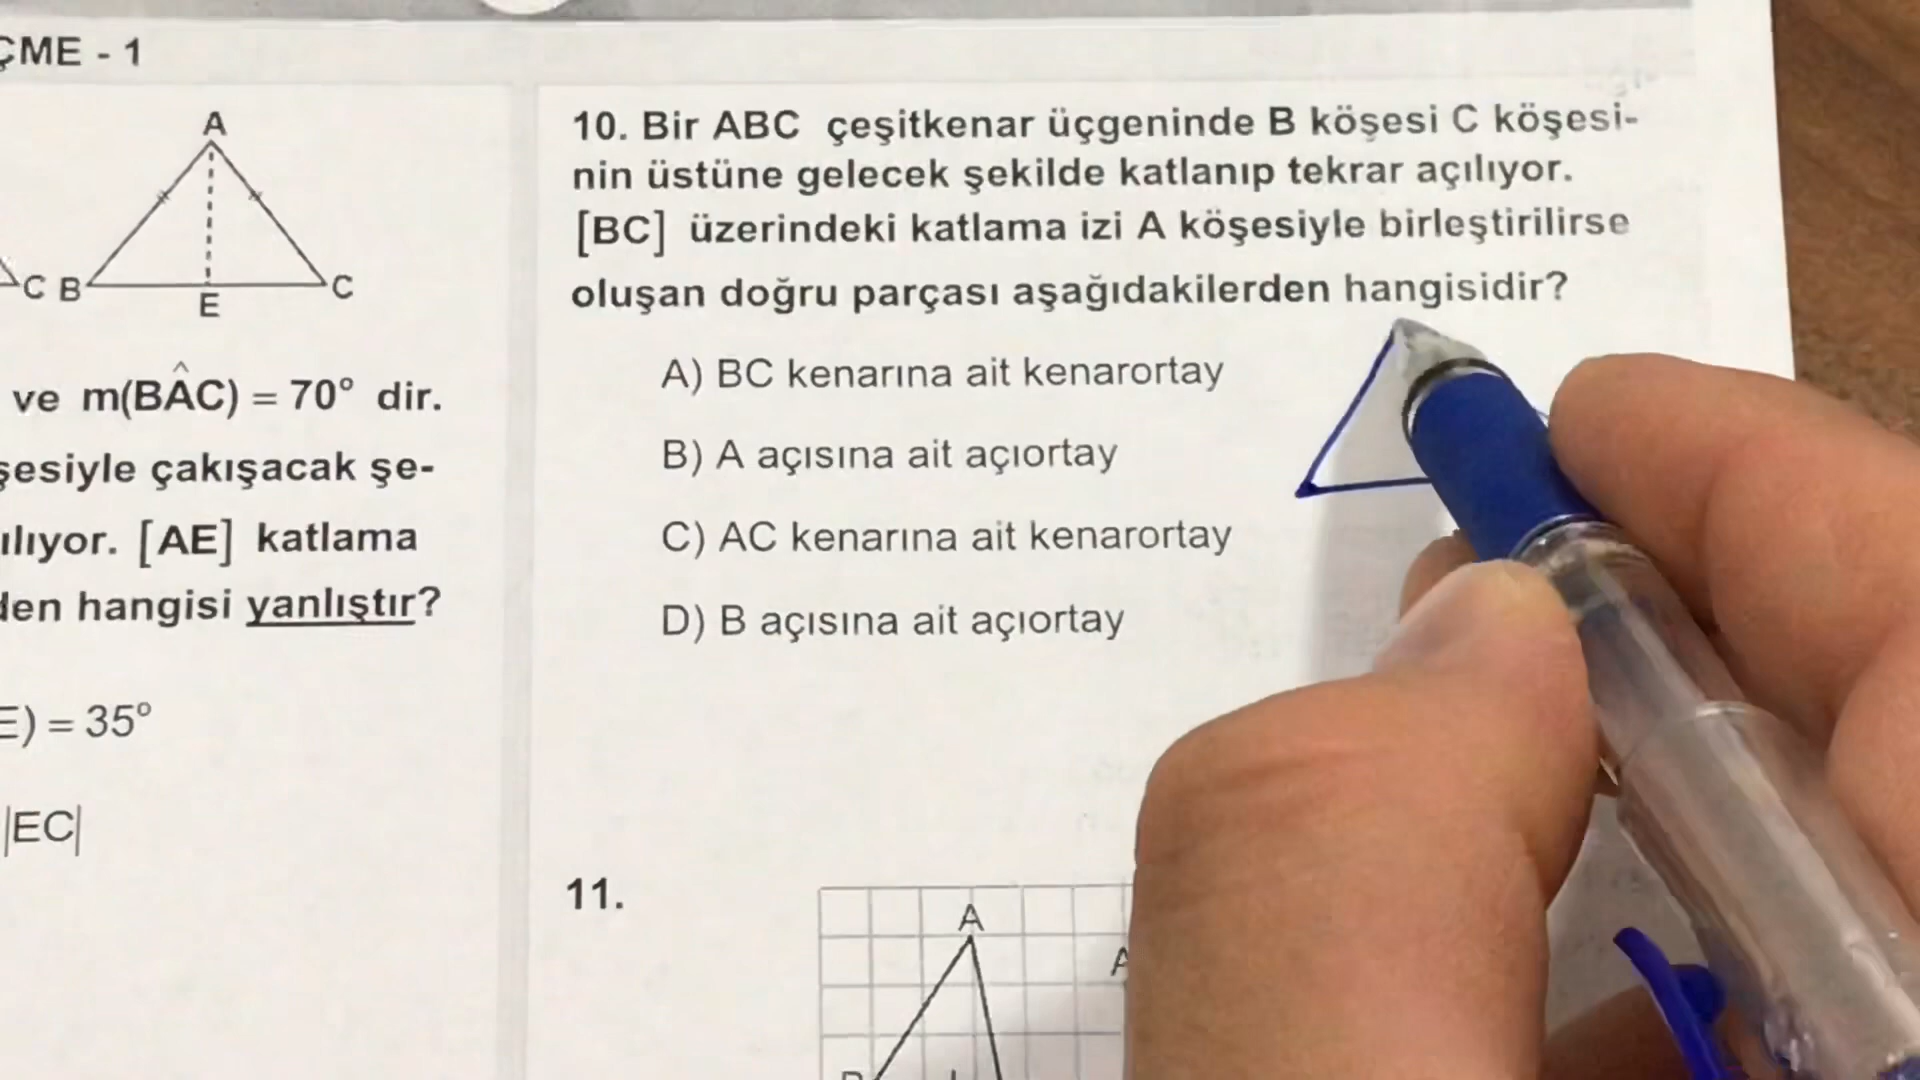 ÇME - 1
A
C B
C
E
ve m(BÂC) = 70° dir.
şesiyle çakışacak şe-
ılıyor. [AE] katlama
den hangisi yanlıştır?
E) = 35°
|EC|
10. Bir ABC çeşitkenar üçgeninde B köşesi C köşesi-
nin üstüne gelecek şekilde katlanıp tekrar açılıyor.
[BC] üzerindeki katlama izi A köşesiyle birleştirilirse
oluşan doğru parçası aşağıdakilerden hangisidir?
A) BC kenarına ait kenarortay
B) A açısına ait açıortay
C) AC kenarına ait kenarortay
D) B açısına ait açıortay
11.
A
A